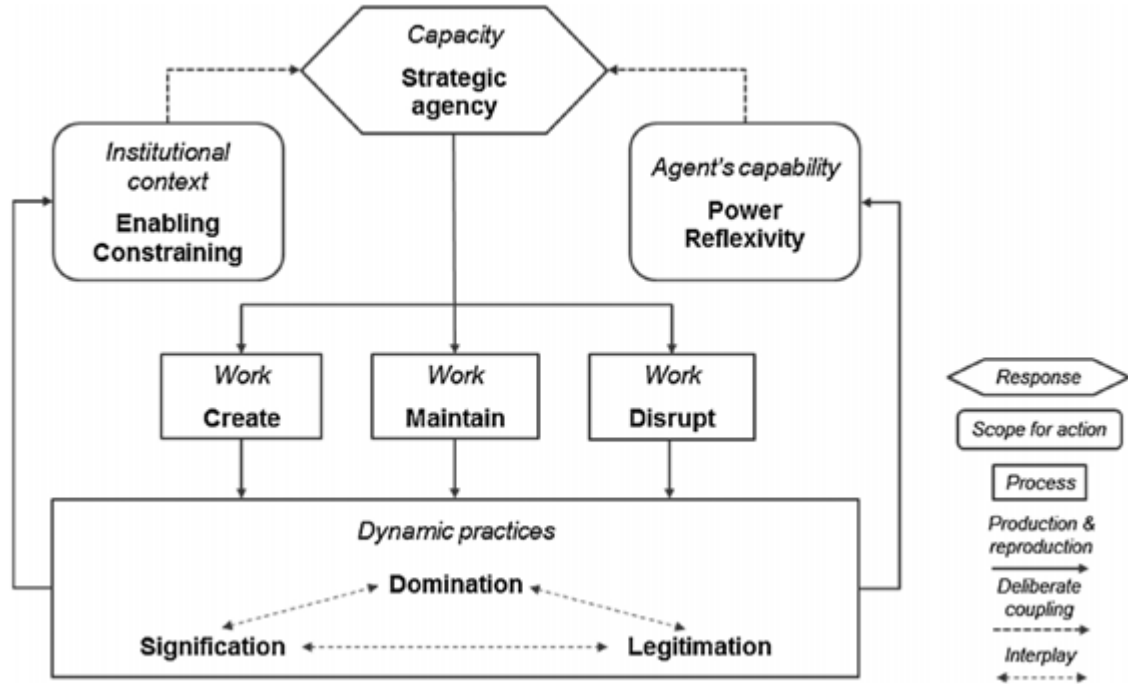 Capacity
Strategic
agency
Institutional
context
Enabling
Constraining
Agent's capability
Power
Reflexivity
Work
Create
Work
Maintain
Work
Disrupt
Dynamic practices
Domination
Signification
Legitimation
Response
Scope for action
Process
Production &
reproduction
Deliberate
coupling
Interplay